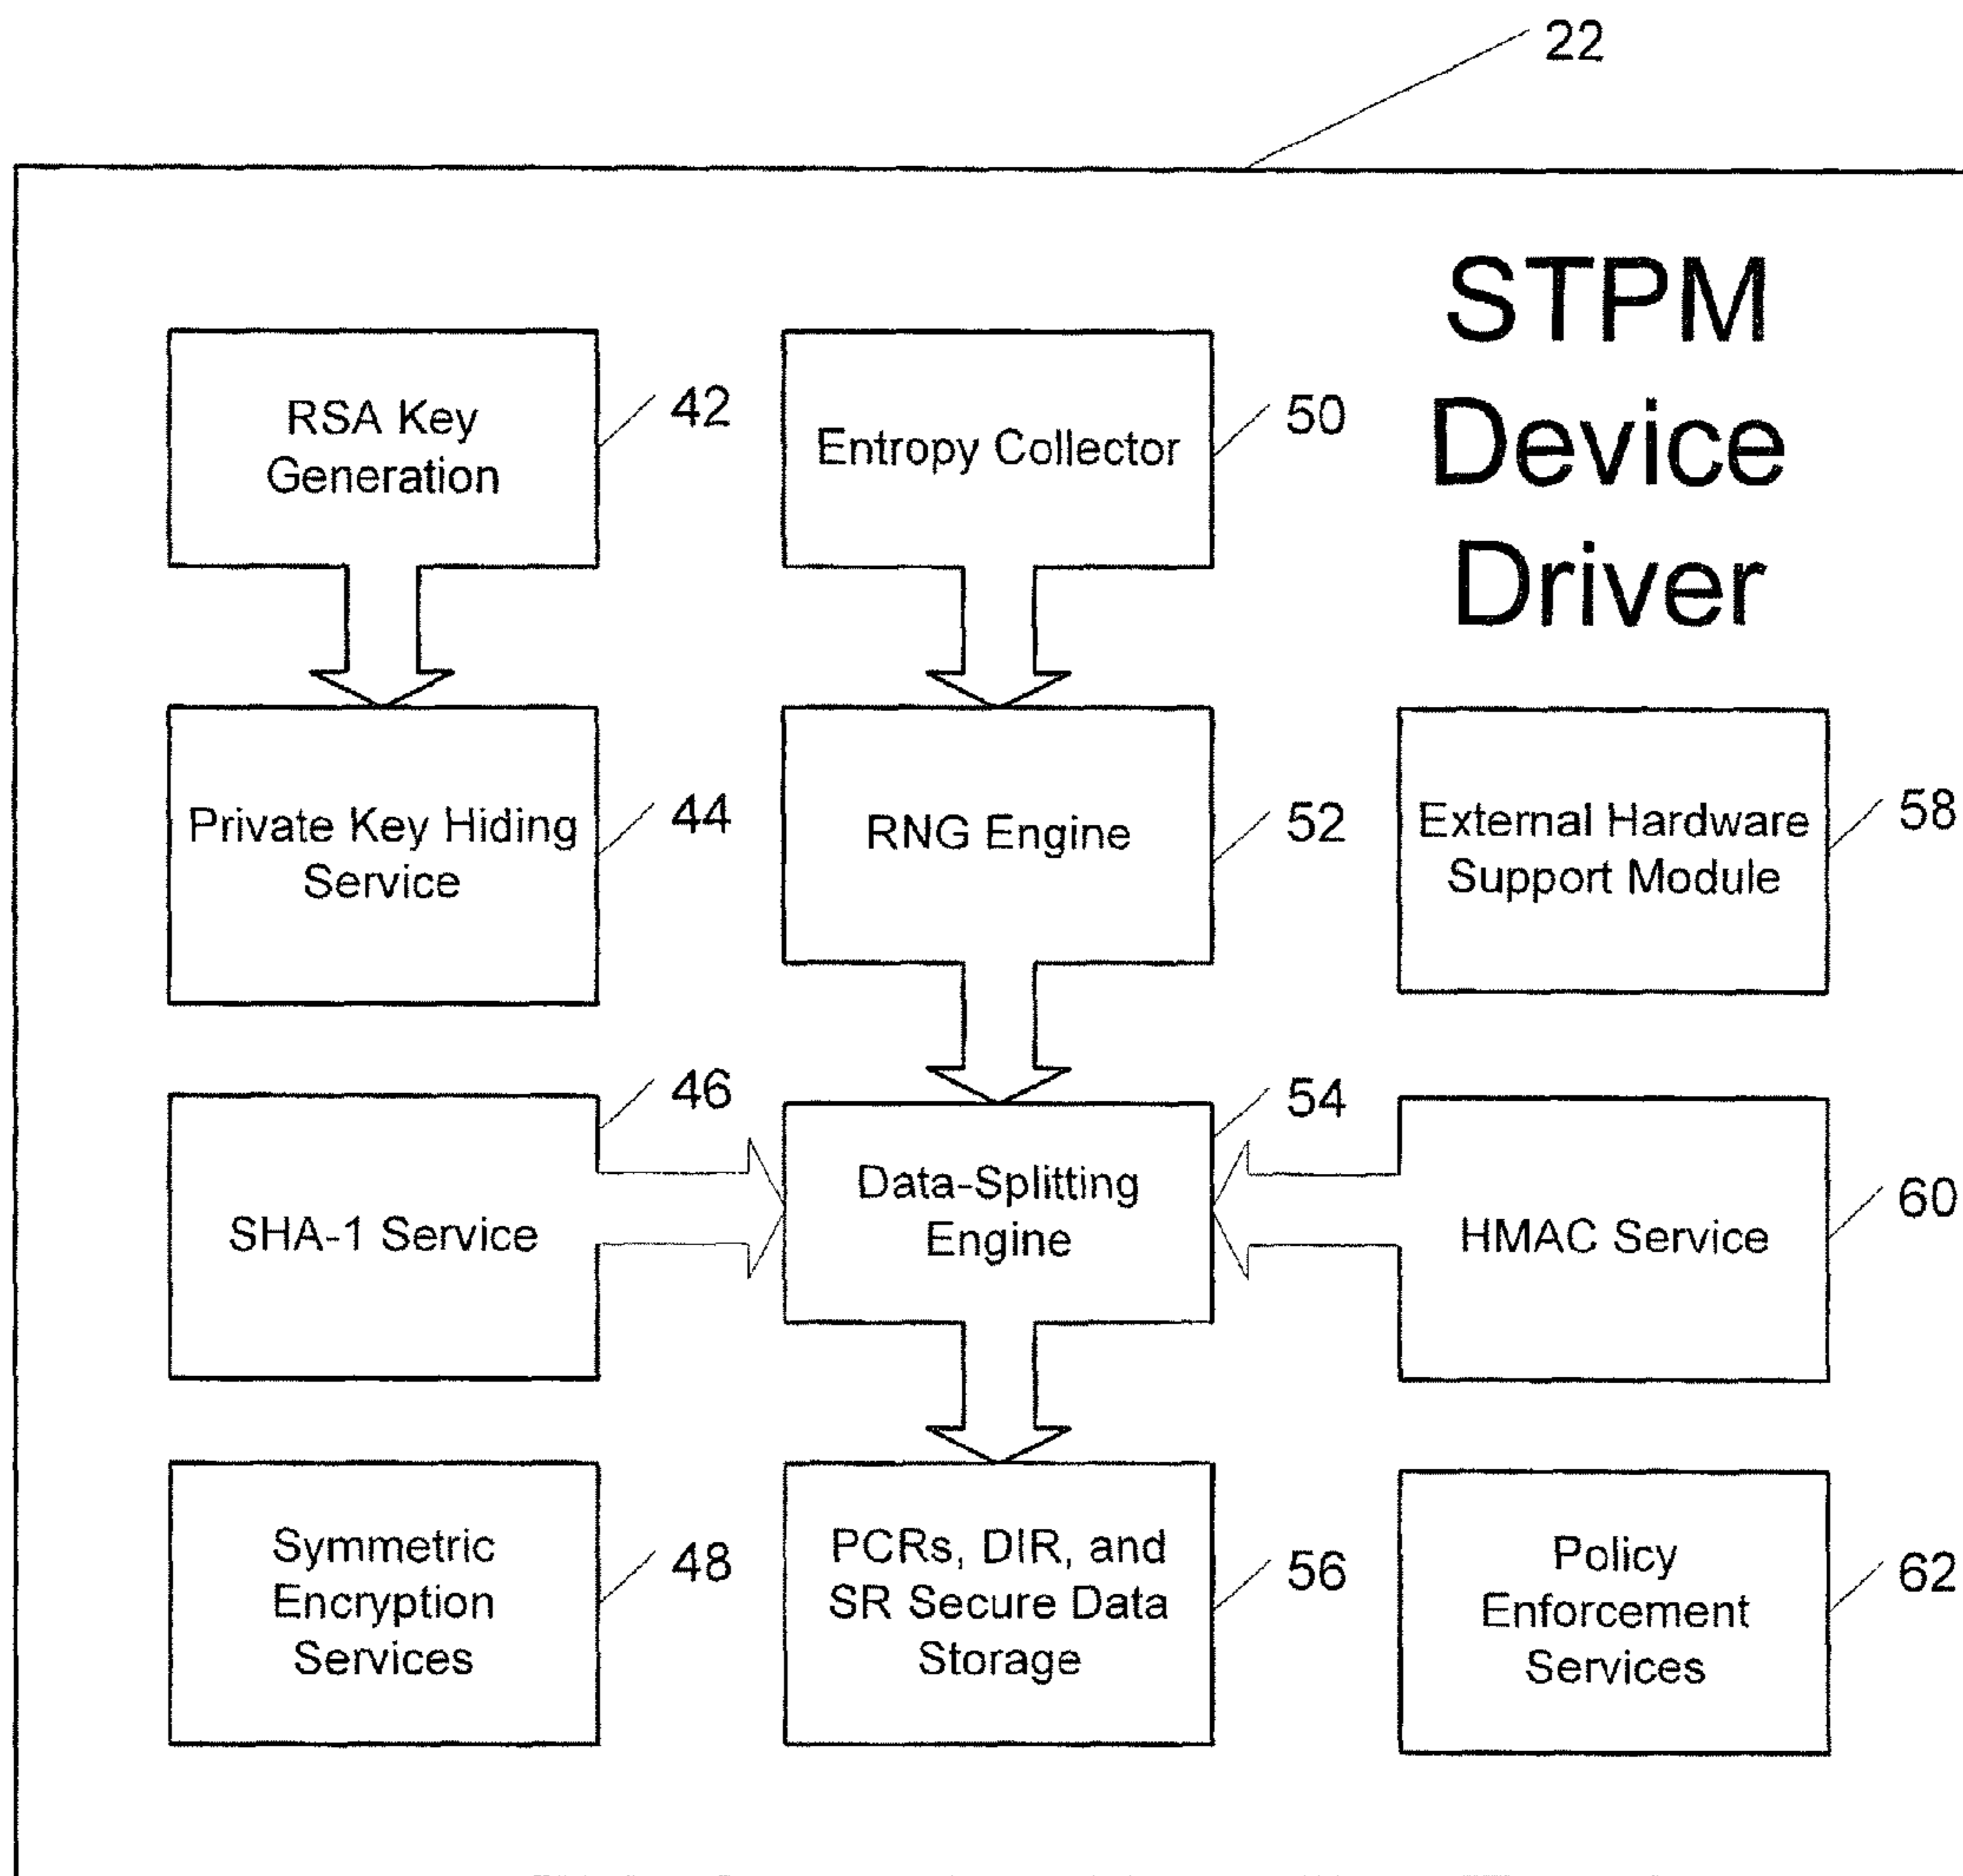 22
STPM
Device
Driver
RSA Key
Generation
42
Entropy Collector
50
Private Key Hiding
Service
44
RNG Engine
52
External Hardware
Support Module
58
SHA-1 Service
46
Data-Splitting
Engine
54
HMAC Service
60
Symmetric
Encryption
Services
48
PCRs, DIR, and
SR Secure Data
Storage
56
Policy
Enforcement
Services
62